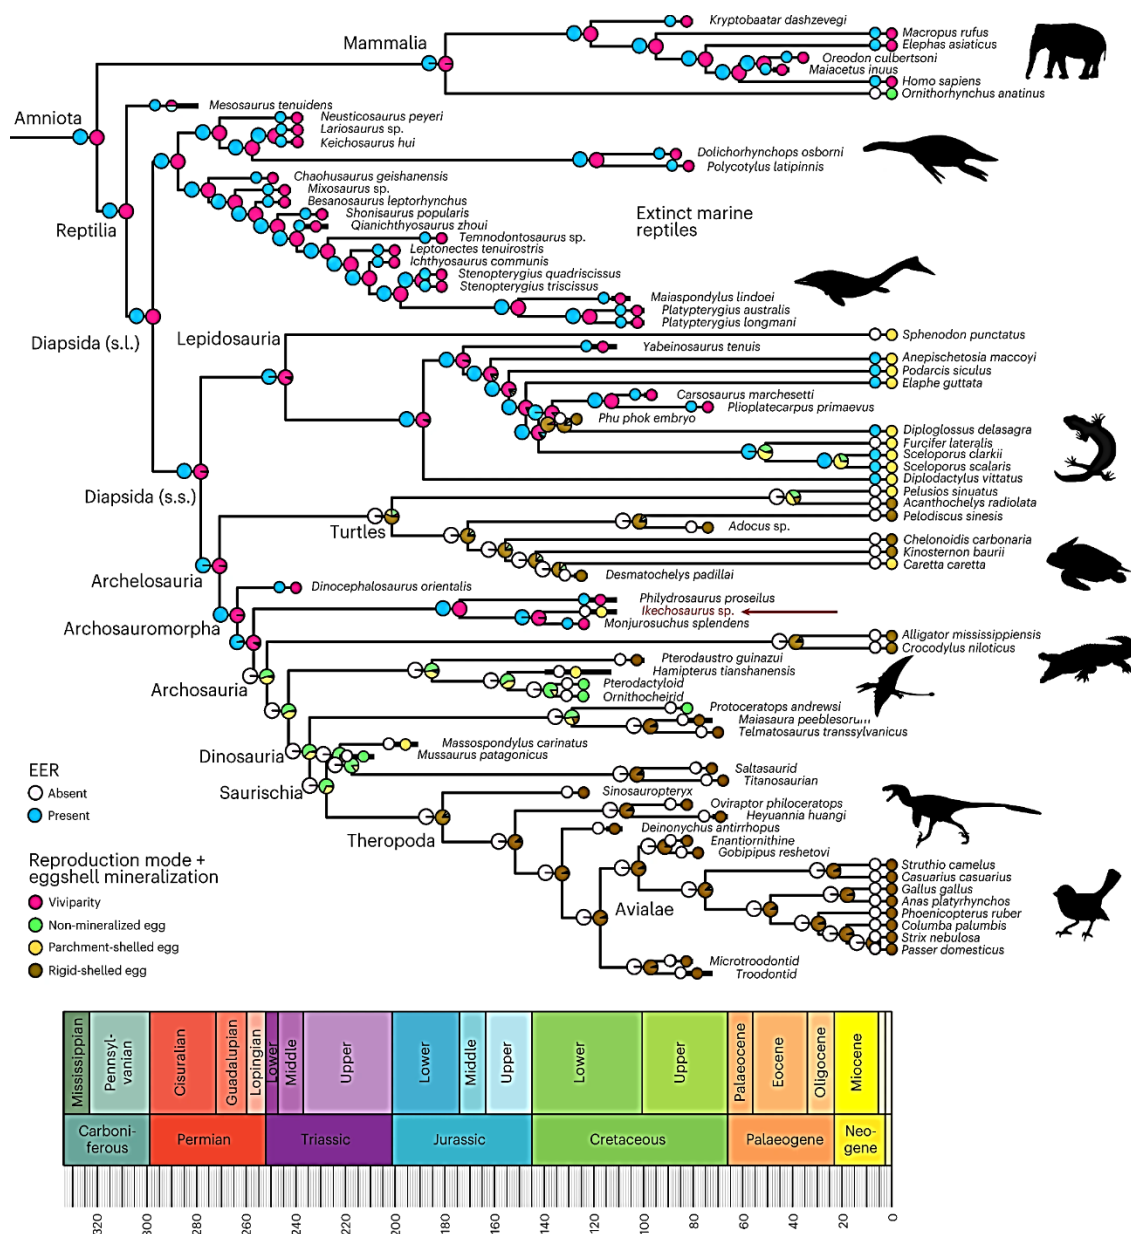 Kryptobaatar dashzevegi
Mammalia
Macropus rufus
Elephas asiaticus
Oreodon culbertsoni
Maiacetus inuus
Homo sapiens
Ornithorhynchus anatinus
Mesosaurus tenuidens
Amniota
Neusticosaurus peyeri
Lariosaurus sp.
Keichosaurus hui
Dolichorhynchops osborni
Polycotylus latipinnis
Chaohusaurus geishanensis
Mixosaurus sp.
Besanosaurus leptorhynchus
Shonisaurus popularis
Qianichthyosaurus zhoui
Extinct marine
reptiles
Reptilia
Temnodontosaurus sp.
Leptonectes tenuirostris
Ichthyosaurus communis
Stenopterygius quadriscissus
Stenopterygius triscissus
Maiaspondylus lindoei
Platypterygius australis
Platypterygius longmani
Lepidosauria
Diapsida (s.l.)
Sphenodon punctatus
Yabeinosaurus tenuis
Anepischetosia maccoyi
Podarcis siculus
Elaphe guttata
Carsosaurus marchesetti
Plioplatecarpus primaevus
Phu phok embryo
Diploglossus delasagra
Furcifer lateralis
Sceloporus clarkii
Sceloporus scalaris
Diplodactylus vittatus
Diapsida (s.s.)
Pelusios sinuatus
Acanthochelys radiolata
Pelodiscus sinesis
Turtles
Adocus sp.
Chelonoidis carbonaria
Kinosternon baurii
Caretta caretta
Desmatochelys padillai
Archelosauria
Dinocephalosaurus orientalis
Philydrosaurus proseilus
Ikechosaurus sp.
Monjurosuchus splendens
Archosauromorpha
Alligator mississippiensis
Crocodylus niloticus
Pterodaustro guinazui
Hamipterus tianshanensis
Pterodactyloid
Ornithocheirid
Archosauria
Protoceratops andrewsi
Maiasaura peeblesorum
Telmatosaurus transsylvanicus
Massospondylus carinatus
Mussaurus patagonicus
Dinosauria
Saltasaurid
Titanosaurian
Saurischia
Sinosauropteryx
Oviraptor philoceratops
Heyuannia huangi
Theropoda
Deinonychus antirrhopus
Enantiornithine
Gobipipus reshetovi
Struthio camelus
Casuarius casuarius
Gallus gallus
Anas platyrhynchos
Avialae
Phoenicopterus ruber
Columba palumbis
Strix nebulosa
Passer domesticus
Microtroodontid
Troodontid
EER
Absent
Present
Reproduction mode +
eggshell mineralization
Viviparity
Non-mineralized egg
Parchment-shelled egg
Rigid-shelled egg
Mississippian
Pennsyl-
vanian
Cisuralian
Guadalupian
Lopingian
Lower
Middle
Upper
Lower
Middle
Upper
Lower
Upper
Palaeocene
Eocene
Oligocene
Miocene
Carboni-
ferous
Permian
Triassic
Jurassic
Cretaceous
Palaeogene
Neo-
gene
320
300
280
260
240
220
200
180
160
140
120
100
80
60
40
20
0